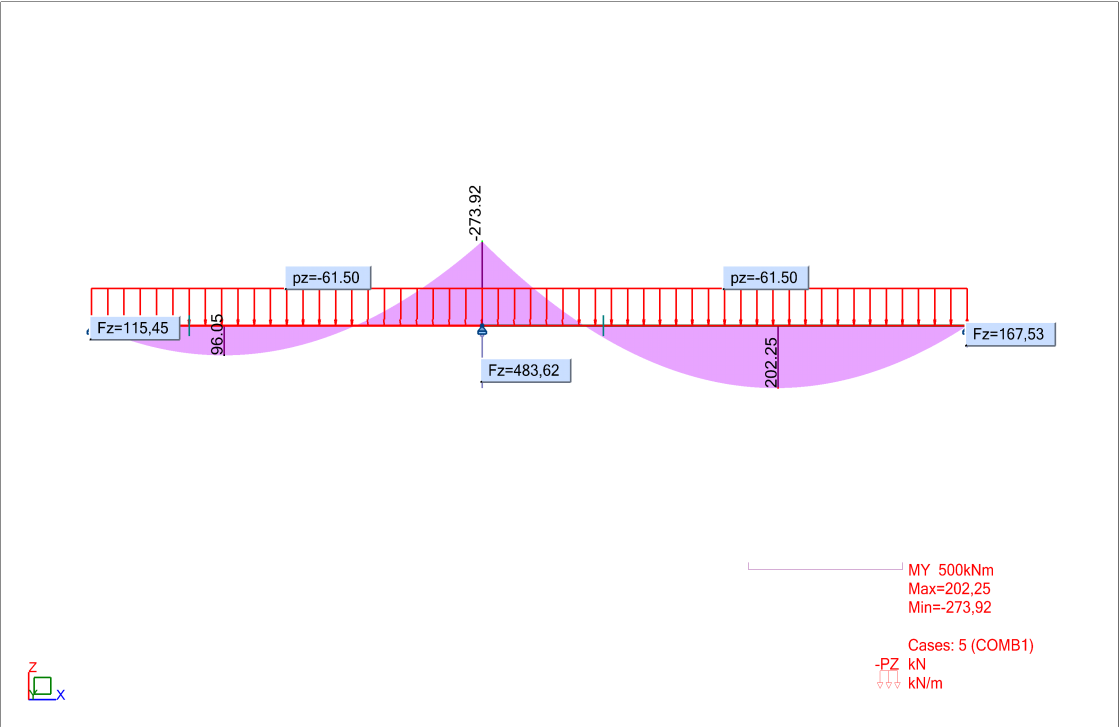 -273.92
pz=-61.50
pz=-61.50
Fz=115,45
96.05
Fz=167,53
202.25
Fz=483,62
MY 500kNm
Max=202,25
Min=-273,92
Cases: 5 (COMB1)
-PZ kN
kN/m
Z
Y
X